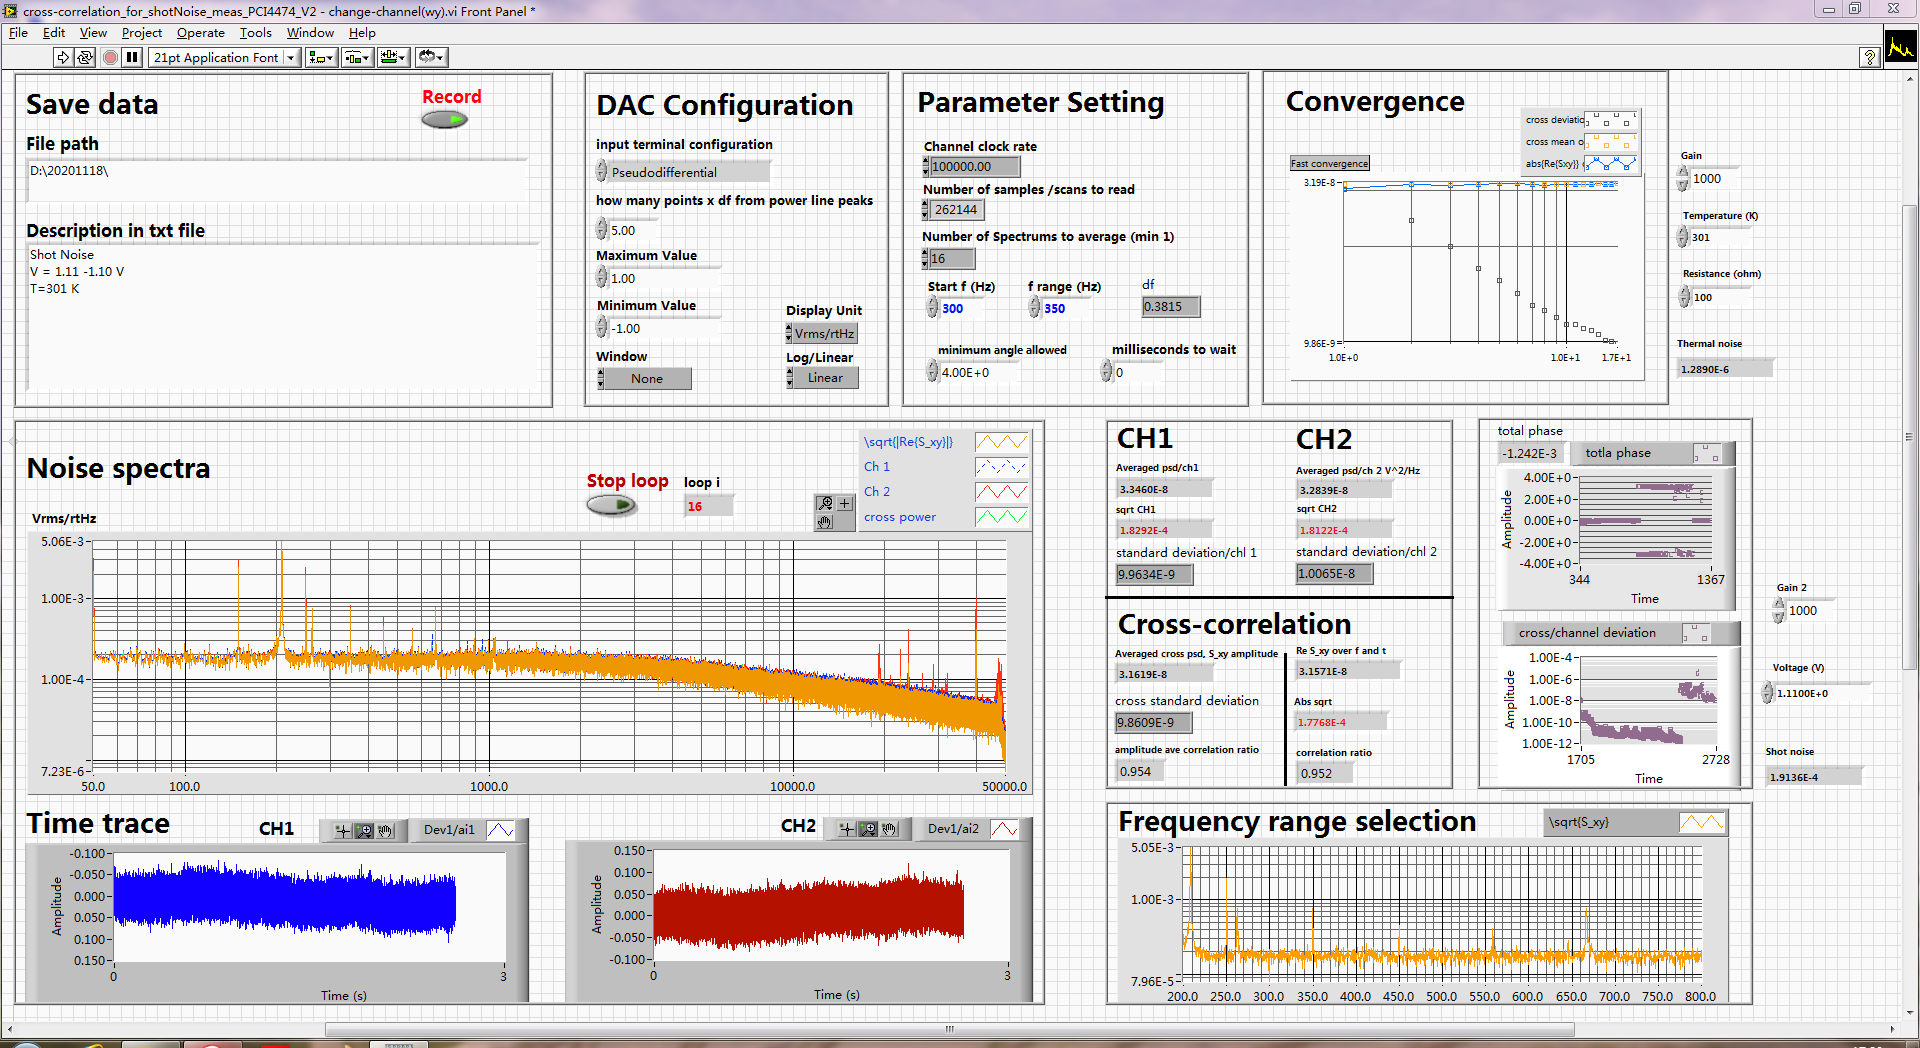 cross-correlation_for_shotNoise_meas_PCI4474_V2 - change-channel(wy).vi Front Panel *
File Edit View Project Operate Tools Window Help
21pt Application Font
Save data
Record
File path
D:\20201118\
Description in txt file
Shot Noise
V = 1.11 -1.10 V
T=301 K
DAC Configuration
input terminal configuration
Pseudodifferential
how many points x df from power line peaks
5.00
Maximum Value
1.00
Minimum Value
-1.00
Display Unit
Vrms/rtHz
Window
None
Log/Linear
Linear
Parameter Setting
Channel clock rate
100000.00
Number of samples /scans to read
262144
Number of Spectrums to average (min 1)
16
Start f (Hz) f range (Hz) df
300 350 0.3815
minimum angle allowed milliseconds to wait
4.00E+0 0
Convergence
cross deviatio
cross mean o
abs{Re{Sxy}}
Fast convergence
3.19E-8
9.86E-9
1.0E+0 1.0E+1 1.7E+1
Gain
1000
Temperature (K)
301
Resistance (ohm)
100
Thermal noise
1.2890E-6
Noise spectra
Stop loop
loop i
16
\sqrt{|Re{S_xy}|}
Ch 1
Ch 2
cross power
Vrms/rtHz
5.06E-3
1.00E-3
1.00E-4
7.23E-6
50.0 100.0 1000.0 10000.0 50000.0
CH1
Averaged psd/ch1
3.3460E-8
sqrt CH1
1.8292E-4
standard deviation/chl 1
9.9634E-9
CH2
Averaged psd/ch 2 V^2/Hz
3.2839E-8
sqrt CH2
1.8122E-4
standard deviation/chl 2
1.0065E-8
Cross-correlation
Averaged cross psd, S_xy amplitude
3.1619E-8
cross standard deviation
9.8609E-9
amplitude ave correlation ratio
0.954
Re S_xy over f and t
3.1571E-8
Abs sqrt
1.7768E-4
correlation ratio
0.952
total phase
-1.242E-3
totla phase
4.00E+0
2.00E+0
0.00E+0
-2.00E+0
-4.00E+0
Amplitude
344 1367
Time
cross/channel deviation
1.00E-4
1.00E-6
1.00E-8
1.00E-10
1.00E-12
Amplitude
1705 2728
Time
Gain 2
1000
Voltage (V)
1.1100E+0
Shot noise
1.9136E-4
Time trace
CH1
Dev1/ai1
-0.100
-0.050
0.000
0.050
0.100
0.150
Amplitude
0 3
Time (s)
CH2
Dev1/ai2
0.150
0.100
0.050
0.000
-0.050
-0.100
Amplitude
0 3
Time (s)
Frequency range selection
\sqrt{S_xy}
5.05E-3
1.00E-3
7.96E-5
200.0 250.0 300.0 350.0 400.0 450.0 500.0 550.0 600.0 650.0 700.0 750.0 800.0